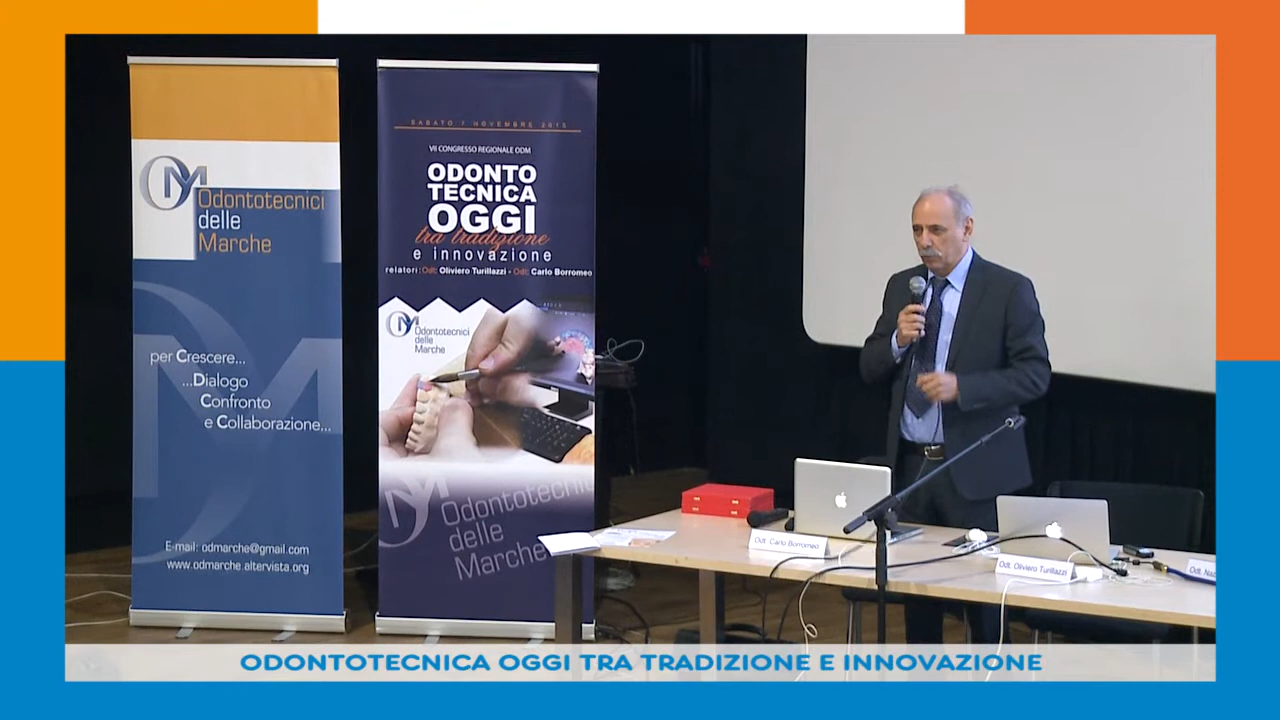 OM
Odontotecnici
delle
Marche
per Crescere...
...Dialogo
Confronto
e Collaborazione...
E-mail: odmarche@gmail.com
www.odmarche.altervista.org
SABATO 7 NOVEMBRE 2015
VII CONGRESSO REGIONALE ODM
ODONTO
TECNICA
OGGI
tra tradizione
e innovazione
relatori: Odt. Oliviero Turillazzi - Odt. Carlo Borromeo
Odontotecnici
delle
Marche
Odontotecnici
delle
Marche
Odt. Carlo Borromeo
Odt. Oliviero Turillazzi
Odt.
ODONTOTECNICA OGGI TRA TRADIZIONE E INNOVAZIONE